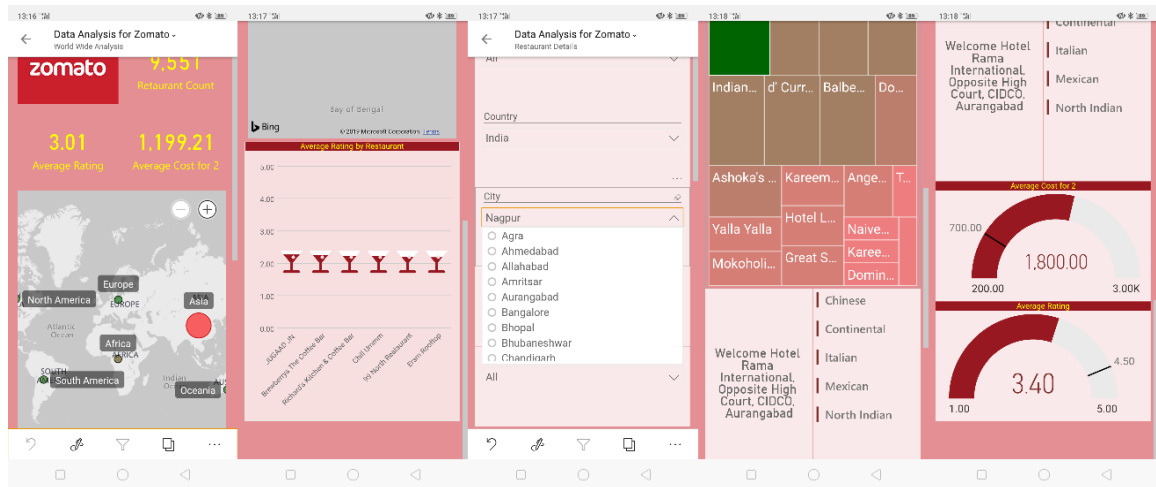 13:16
Data Analysis for Zomato
World Wide Analysis
zomato
9,551
Retaurant Count
3.01
Average Rating
1,199.21
Average Cost for 2
Europe
North America
EUROPE
Asia
Atlantic
Ocean
Africa
AFRICA
SOUTH
South America
Indian
Oceania
13:17
Bay of Bengal
Bing
© 2019 Microsoft Corporation Terms
Average Rating by Restaurant
5.00
4.00
3.00
2.00
1.00
0.00
JUGAAD JN
Brewberrys The Coffee Bar
Richard's Kitchen & Coffee Bar
Chill Ummm
99 North Restaurant
Eram Rooftop
13:17
Data Analysis for Zomato
Restaurant Details
All
Country
India
...
City
Nagpur
Agra
Ahmedabad
Allahabad
Amritsar
Aurangabad
Bangalore
Bhopal
Bhubaneshwar
Chandigarh
All
13:18
Indian...
d' Curr...
Balbe...
Do...
Ashoka's ...
Kareem...
Ange...
T...
Yalla Yalla
Hotel L...
Naive...
Mokoholi...
Great S...
Karee...
Domin...
Welcome Hotel
Rama
International,
Opposite High
Court, CIDCO,
Aurangabad
Chinese
Continental
Italian
Mexican
North Indian
13:18
Welcome Hotel
Rama
International,
Opposite High
Court, CIDCO,
Aurangabad
Continental
Italian
Mexican
North Indian
Average Cost for 2
700.00
1,800.00
200.00
3.00K
Average Rating
4.50
3.40
1.00
5.00